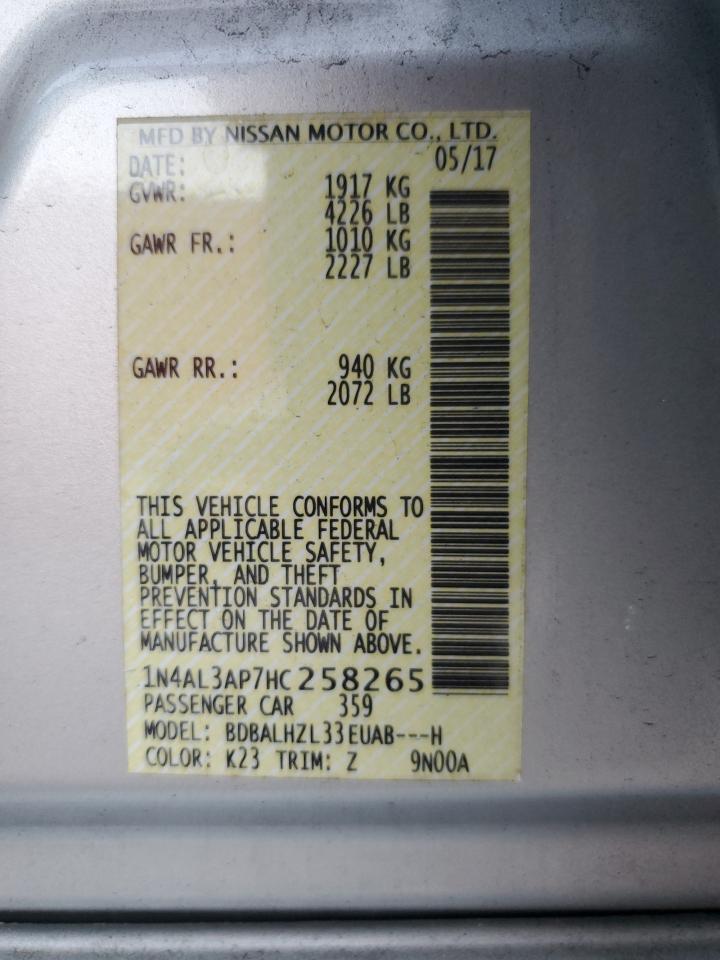 MFD BY NISSAN MOTOR CO., LTD.
DATE: 05/17
GVWR: 1917 KG
4226 LB
GAWR FR.: 1010 KG
2227 LB
GAWR RR.: 940 KG
2072 LB
THIS VEHICLE CONFORMS TO
ALL APPLICABLE FEDERAL
MOTOR VEHICLE SAFETY,
BUMPER, AND THEFT
PREVENTION STANDARDS IN
EFFECT ON THE DATE OF
MANUFACTURE SHOWN ABOVE.
1N4AL3AP7HC258265
PASSENGER CAR 359
MODEL: BDBALHZL33EUAB---H
COLOR: K23 TRIM: Z 9N00A